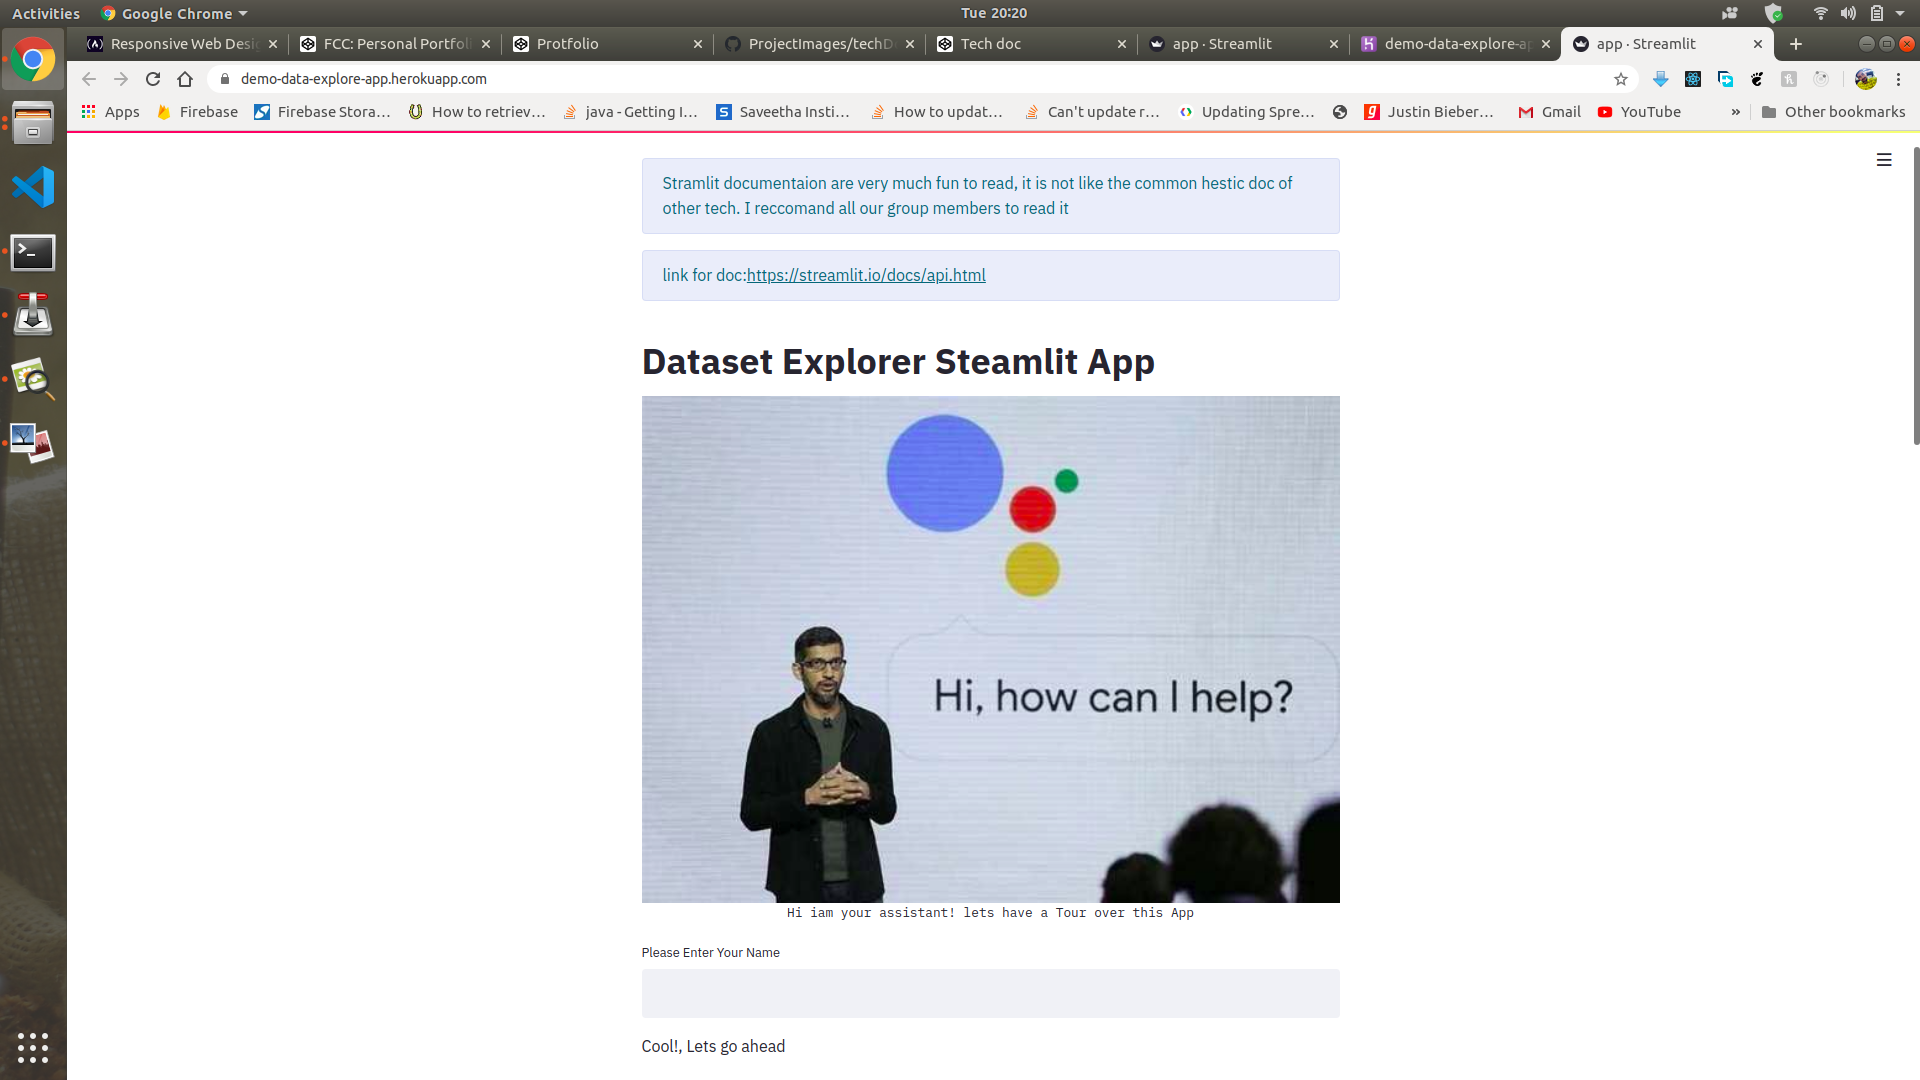 Activities
Google Chrome
Tue 20:20
Responsive Web Desig
FCC: Personal Portfoli
Protfolio
ProjectImages/techD
Tech doc
app · Streamlit
demo-data-explore-ap
app · Streamlit
demo-data-explore-app.herokuapp.com
Apps
Firebase
Firebase Stora...
How to retriev...
java - Getting I...
Saveetha Insti...
How to updat...
Can't update r...
Updating Spre...
Justin Bieber...
Gmail
YouTube
»
Other bookmarks
Stramlit documentaion are very much fun to read, it is not like the common hestic doc of
other tech. I reccomand all our group members to read it
link for doc:https://streamlit.io/docs/api.html
Dataset Explorer Steamlit App
Hi, how can I help?
Hi iam your assistant! lets have a Tour over this App
Please Enter Your Name
Cool!, Lets go ahead